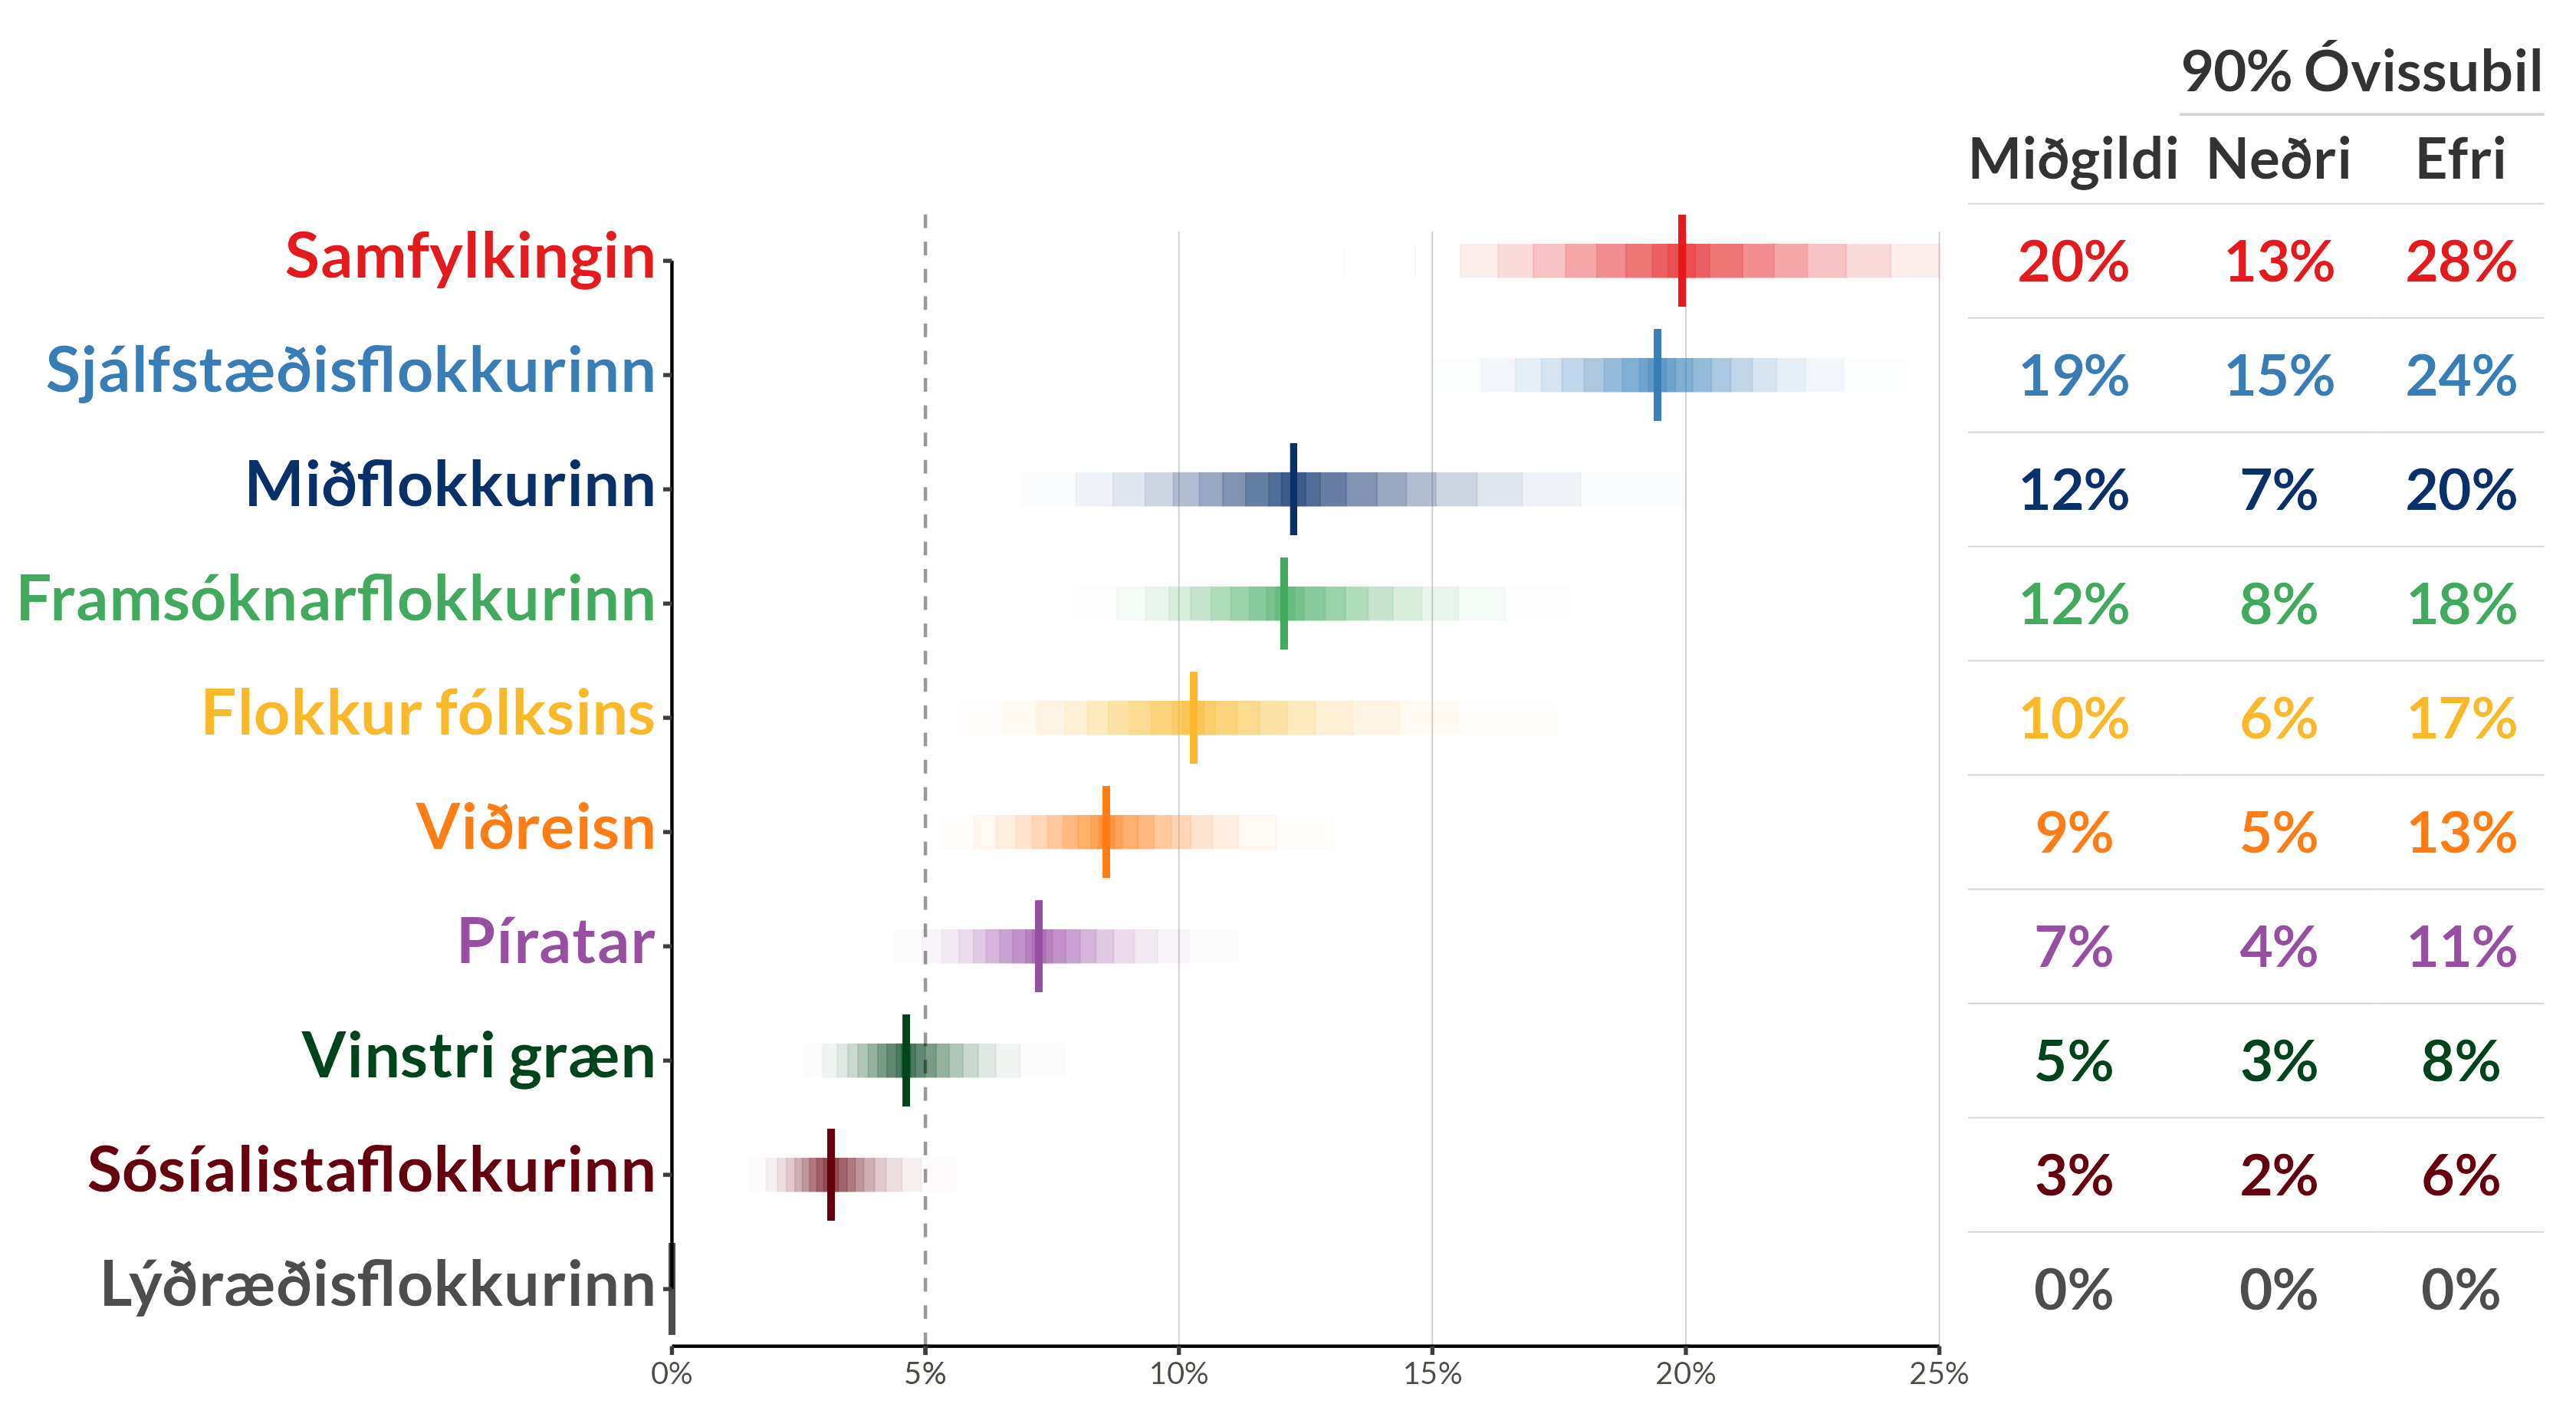 90% Óvissubil
Miðgildi Neðri Efri
Samfylkingin 20% 13% 28%
Sjálfstæðisflokkurinn 19% 15% 24%
Miðflokkurinn 12% 7% 20%
Framsóknarflokkurinn 12% 8% 18%
Flokkur fólksins 10% 6% 17%
Viðreisn 9% 5% 13%
Píratar 7% 4% 11%
Vinstri græn 5% 3% 8%
Sósíalistaflokkurinn 3% 2% 6%
Lýðræðisflokkurinn 0% 0% 0%
0% 5% 10% 15% 20% 25%